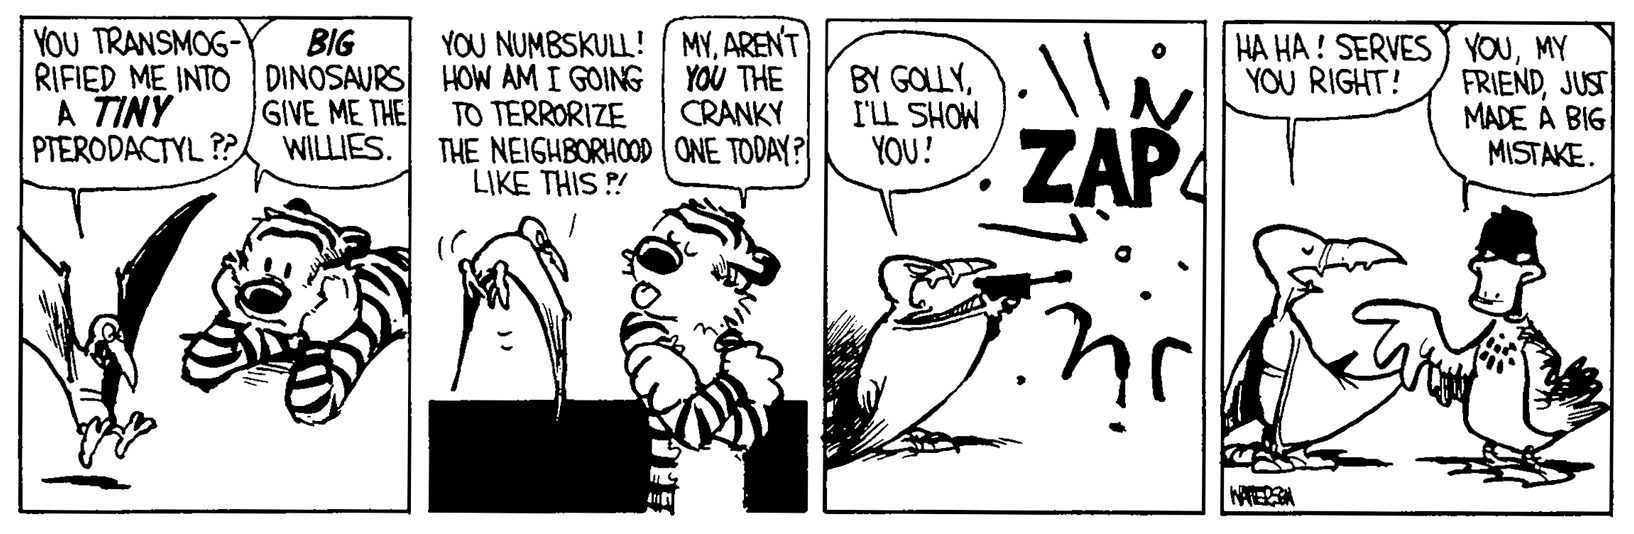 YOU TRANSMOG-
RIFIED ME INTO
A TINY
PTERODACTYL??
BIG
DINOSAURS
GIVE ME THE
WILLIES.
YOU NUMBSKULL!
HOW AM I GOING
TO TERRORIZE
THE NEIGHBORHOOD
LIKE THIS?!
MY, AREN'T
YOU THE
CRANKY
ONE TODAY?
BY GOLLY,
I'LL SHOW
YOU!
ZAP
HA HA! SERVES
YOU RIGHT!
YOU, MY
FRIEND, JUST
MADE A BIG
MISTAKE.
WATTERSON